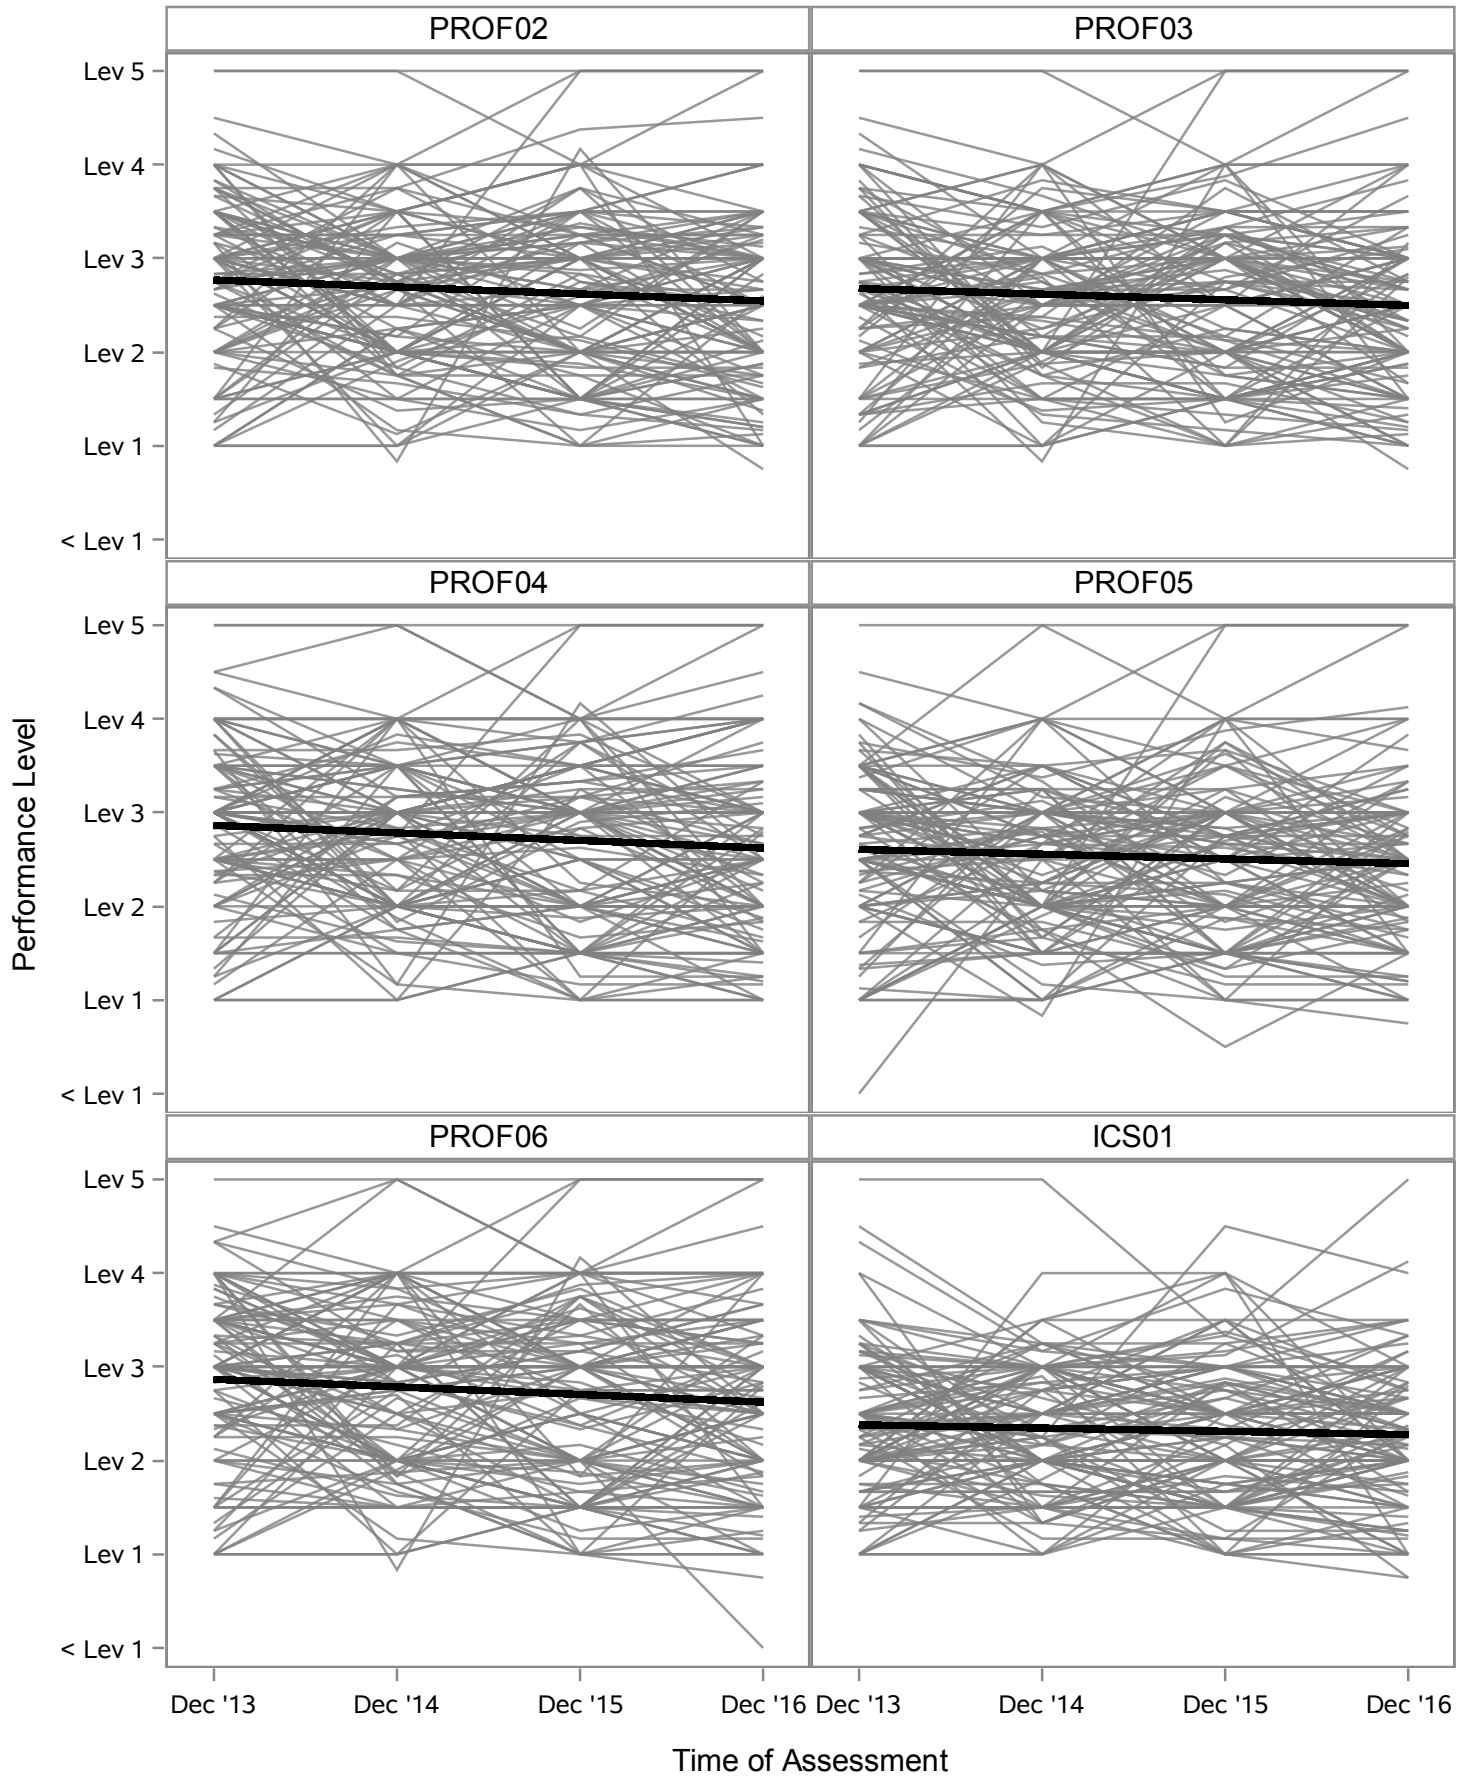 PROF02
PROF03
Lev 5
Lev 4
Lev 3
Lev 2
Lev 1
< Lev 1
PROF04
PROF05
Lev 5
Lev 4
Lev 3
Lev 2
Lev 1
< Lev 1
Performance Level
PROF06
ICS01
Lev 5
Lev 4
Lev 3
Lev 2
Lev 1
< Lev 1
Dec '13 Dec '14 Dec '15 Dec '16 Dec '13 Dec '14 Dec '15 Dec '16
Time of Assessment